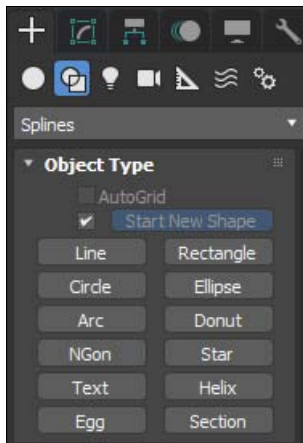 Splines
Object Type
AutoGrid
Start New Shape
Line Rectangle
Circle Ellipse
Arc Donut
NGon Star
Text Helix
Egg Section